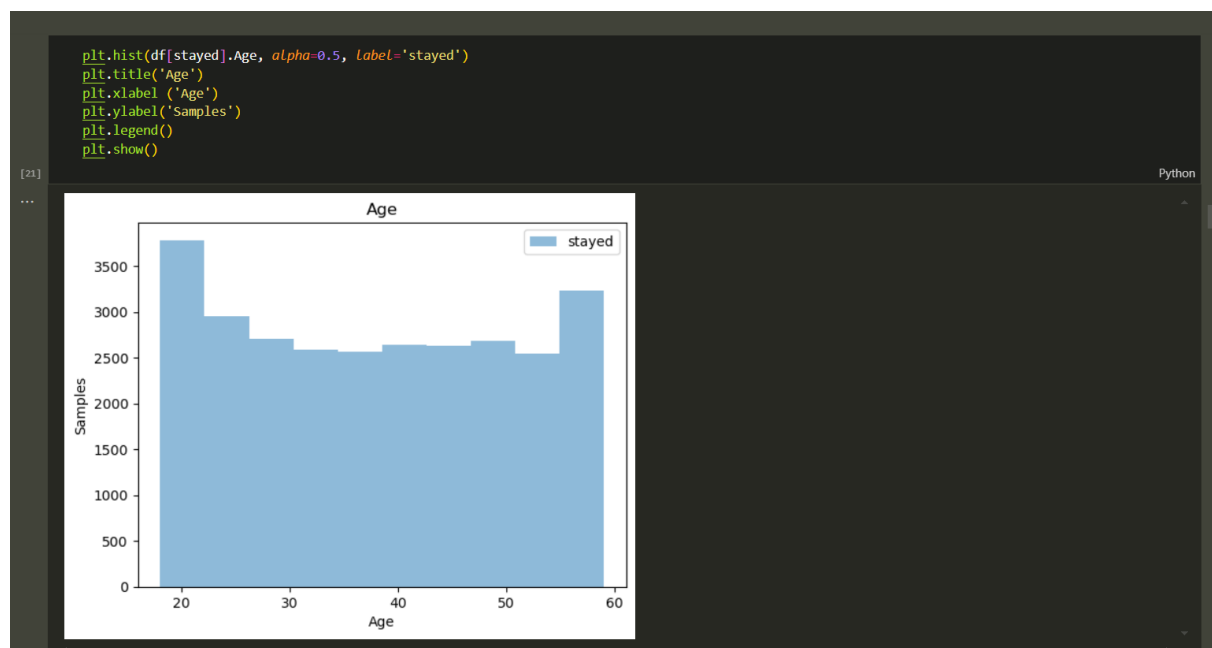 plt.hist(df[stayed].Age, alpha=0.5, label='stayed')
plt.title('Age')
plt.xlabel ('Age')
plt.ylabel('Samples')
plt.legend()
plt.show()
[21]
Python
...
Age
stayed
3500
3000
2500
2000
1500
1000
500
0
Samples
20 30 40 50 60
Age